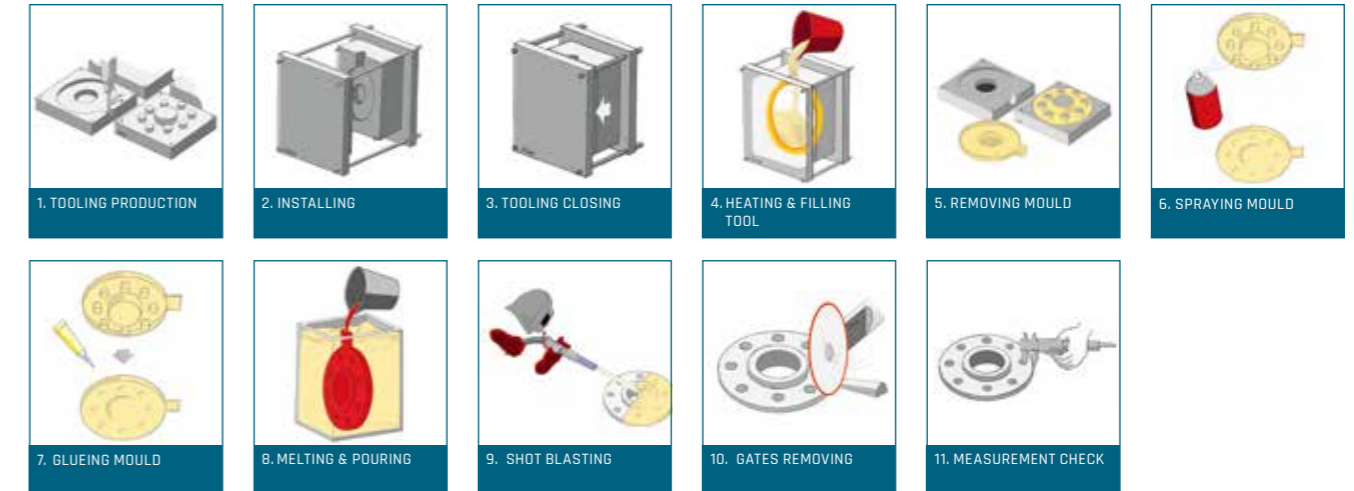 1. TOOLING PRODUCTION
2. INSTALLING
3. TOOLING CLOSING
4. HEATING & FILLING
TOOL
5. REMOVING MOULD
6. SPRAYING MOULD
7. GLUEING MOULD
8. MELTING & POURING
9. SHOT BLASTING
10. GATES REMOVING
11. MEASUREMENT CHECK